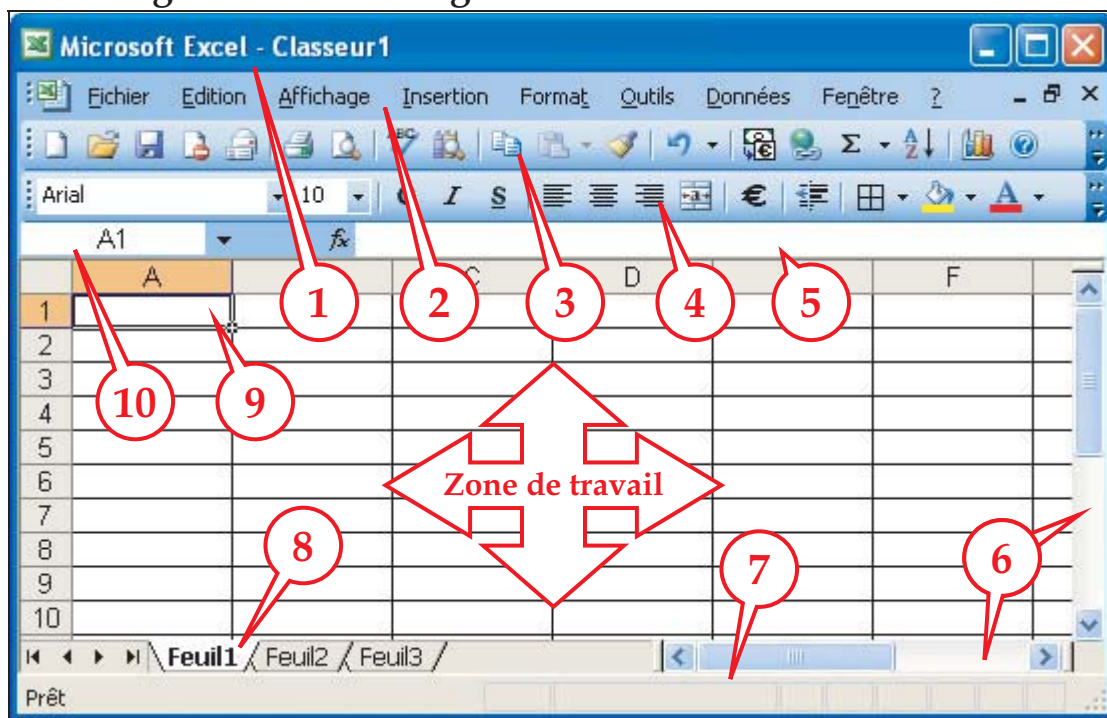 Microsoft Excel - Classeur1
Fichier Edition Affichage Insertion Format Outils Données Fenêtre ?
ABC € Σ A Z ?
Arial 10 G I S a € A
A1 fx
A C D F
1 2 3 4 5
1
2
3
10 9
4
5
6
Zone de travail
7
8
8 7 6
9
10
Feuil1 Feuil2 Feuil3
Prêt